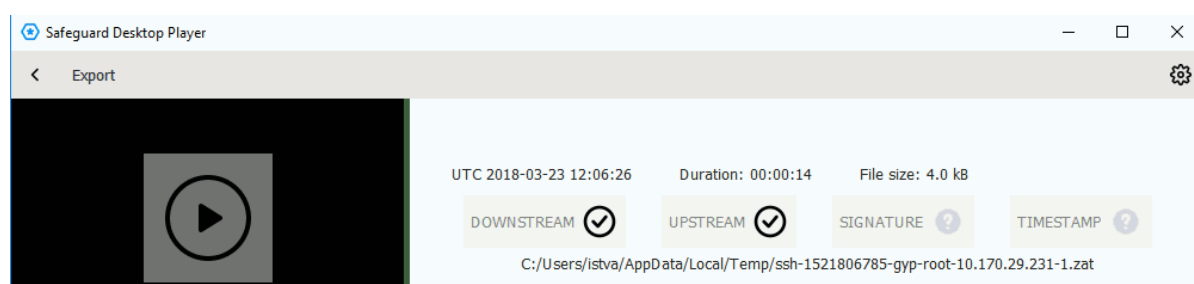 Safeguard Desktop Player
Export
UTC 2018-03-23 12:06:26 Duration: 00:00:14 File size: 4.0 kB
DOWNSTREAM UPSTREAM SIGNATURE ? TIMESTAMP ?
C:/Users/istva/AppData/Local/Temp/ssh-1521806785-gyp-root-10.170.29.231-1.zat